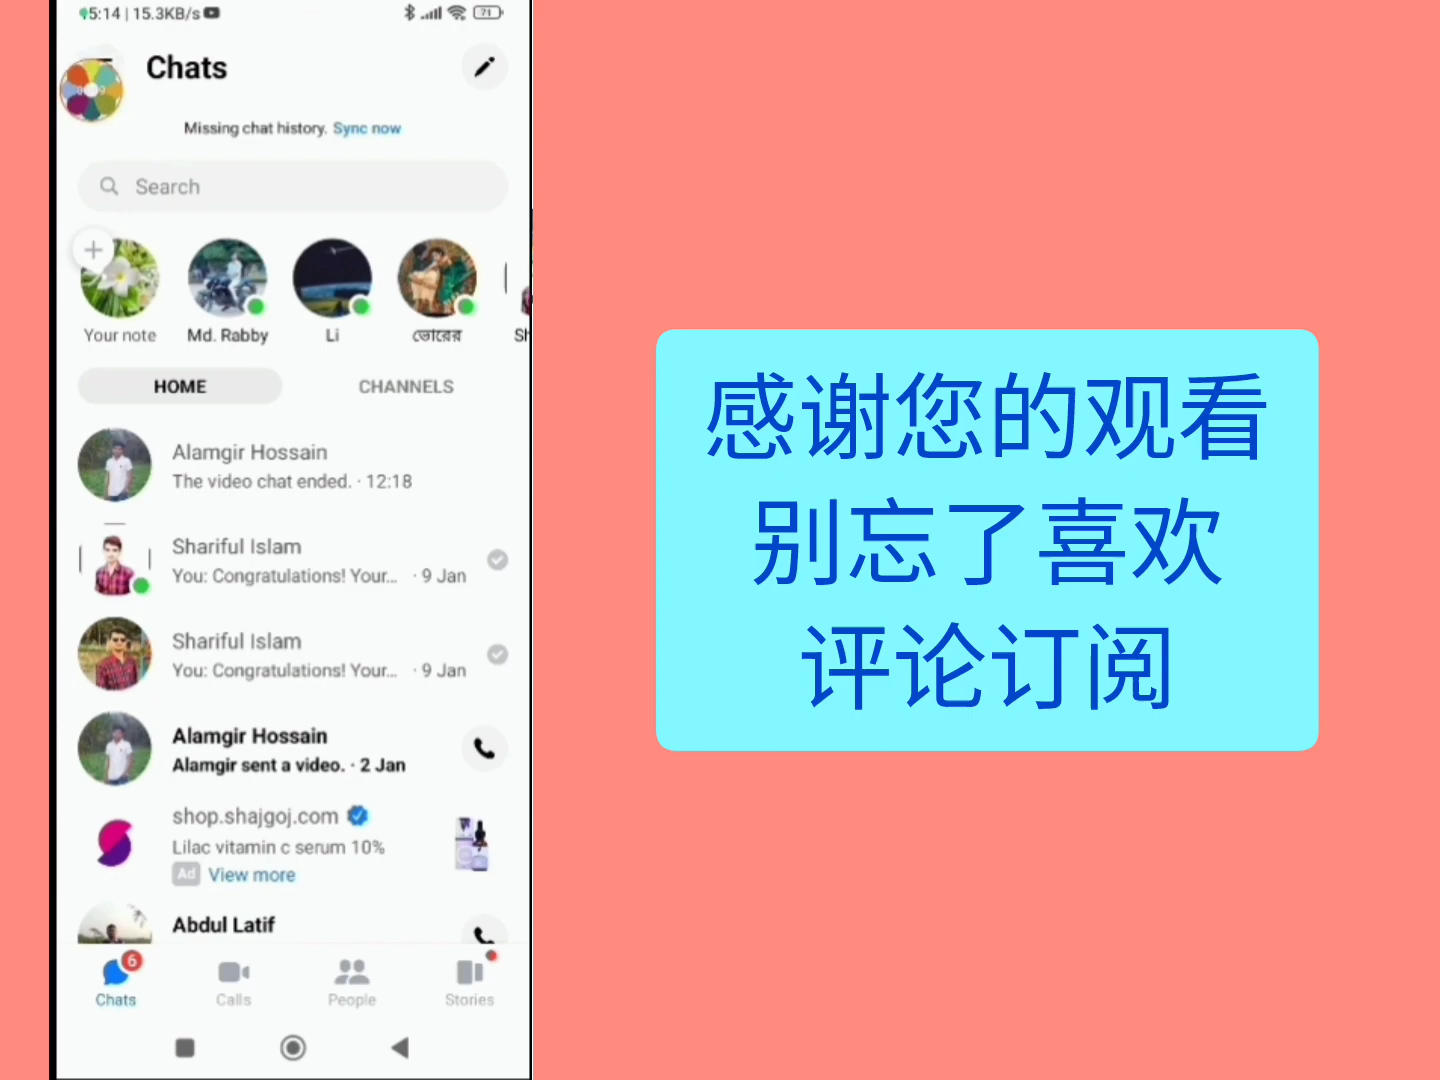 5:14 | 15.3KB/s
71
Chats
Missing chat history. Sync now
Search
Your note
Md. Rabby
Li
ভোরের
Sh
HOME
CHANNELS
Alamgir Hossain
The video chat ended. · 12:18
Shariful Islam
You: Congratulations! Your... · 9 Jan
Shariful Islam
You: Congratulations! Your... · 9 Jan
Alamgir Hossain
Alamgir sent a video. · 2 Jan
shop.shajgoj.com
Lilac vitamin c serum 10%
Ad View more
Abdul Latif
6
Chats
Calls
People
Stories
感谢您的观看
别忘了喜欢
评论订阅